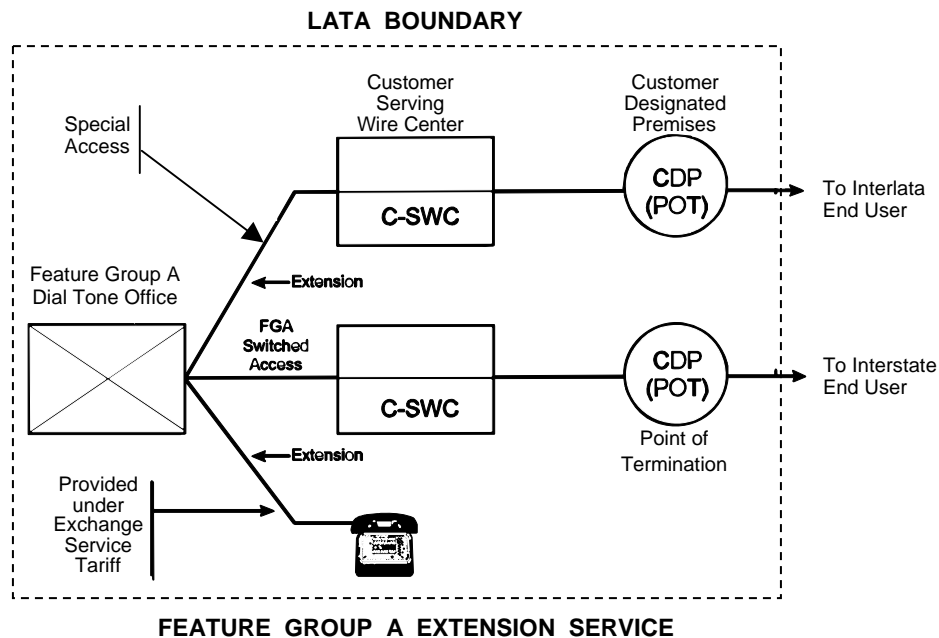 LATA BOUNDARY
Special
Access
Customer
Serving
Wire Center
Customer
Designated
Premises
C-SWC
CDP
(POT)
To Interlata
End User
Feature Group A
Dial Tone Office
Extension
FGA
Switched
Access
C-SWC
CDP
(POT)
To Interstate
End User
Point of
Termination
Extension
Provided
under
Exchange
Service
Tariff
FEATURE GROUP A EXTENSION SERVICE